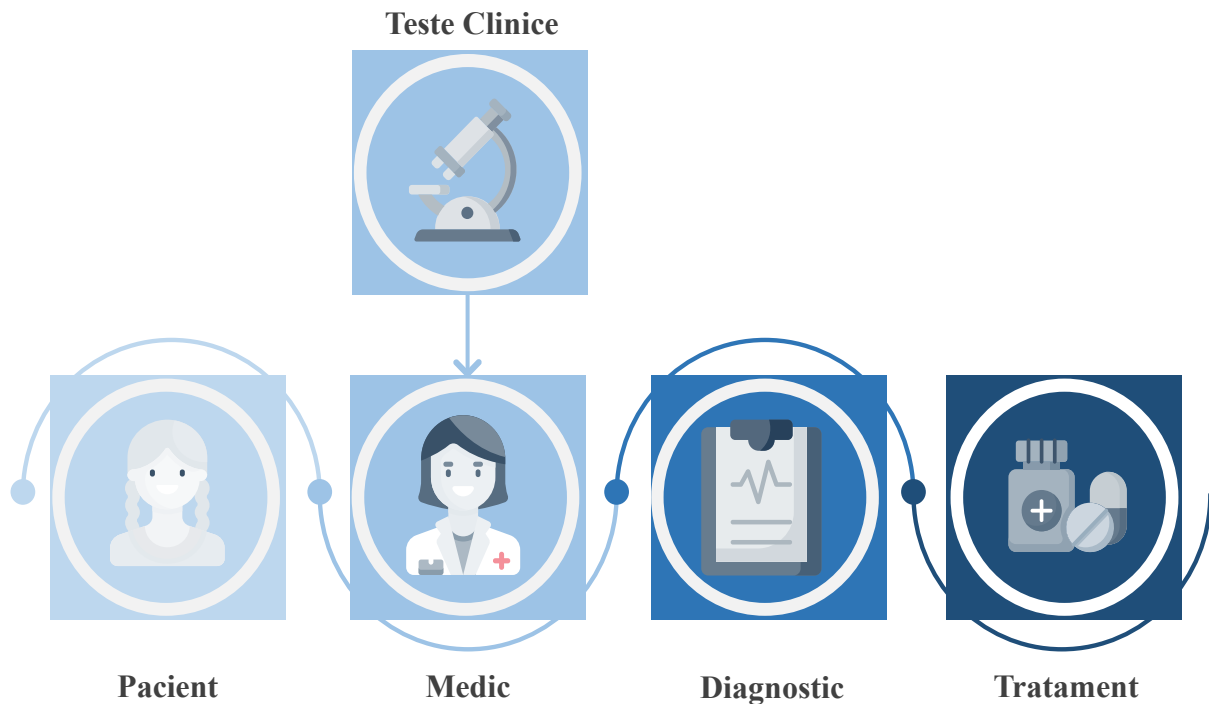 Teste Clinice
Pacient
Medic
Diagnostic
Tratament